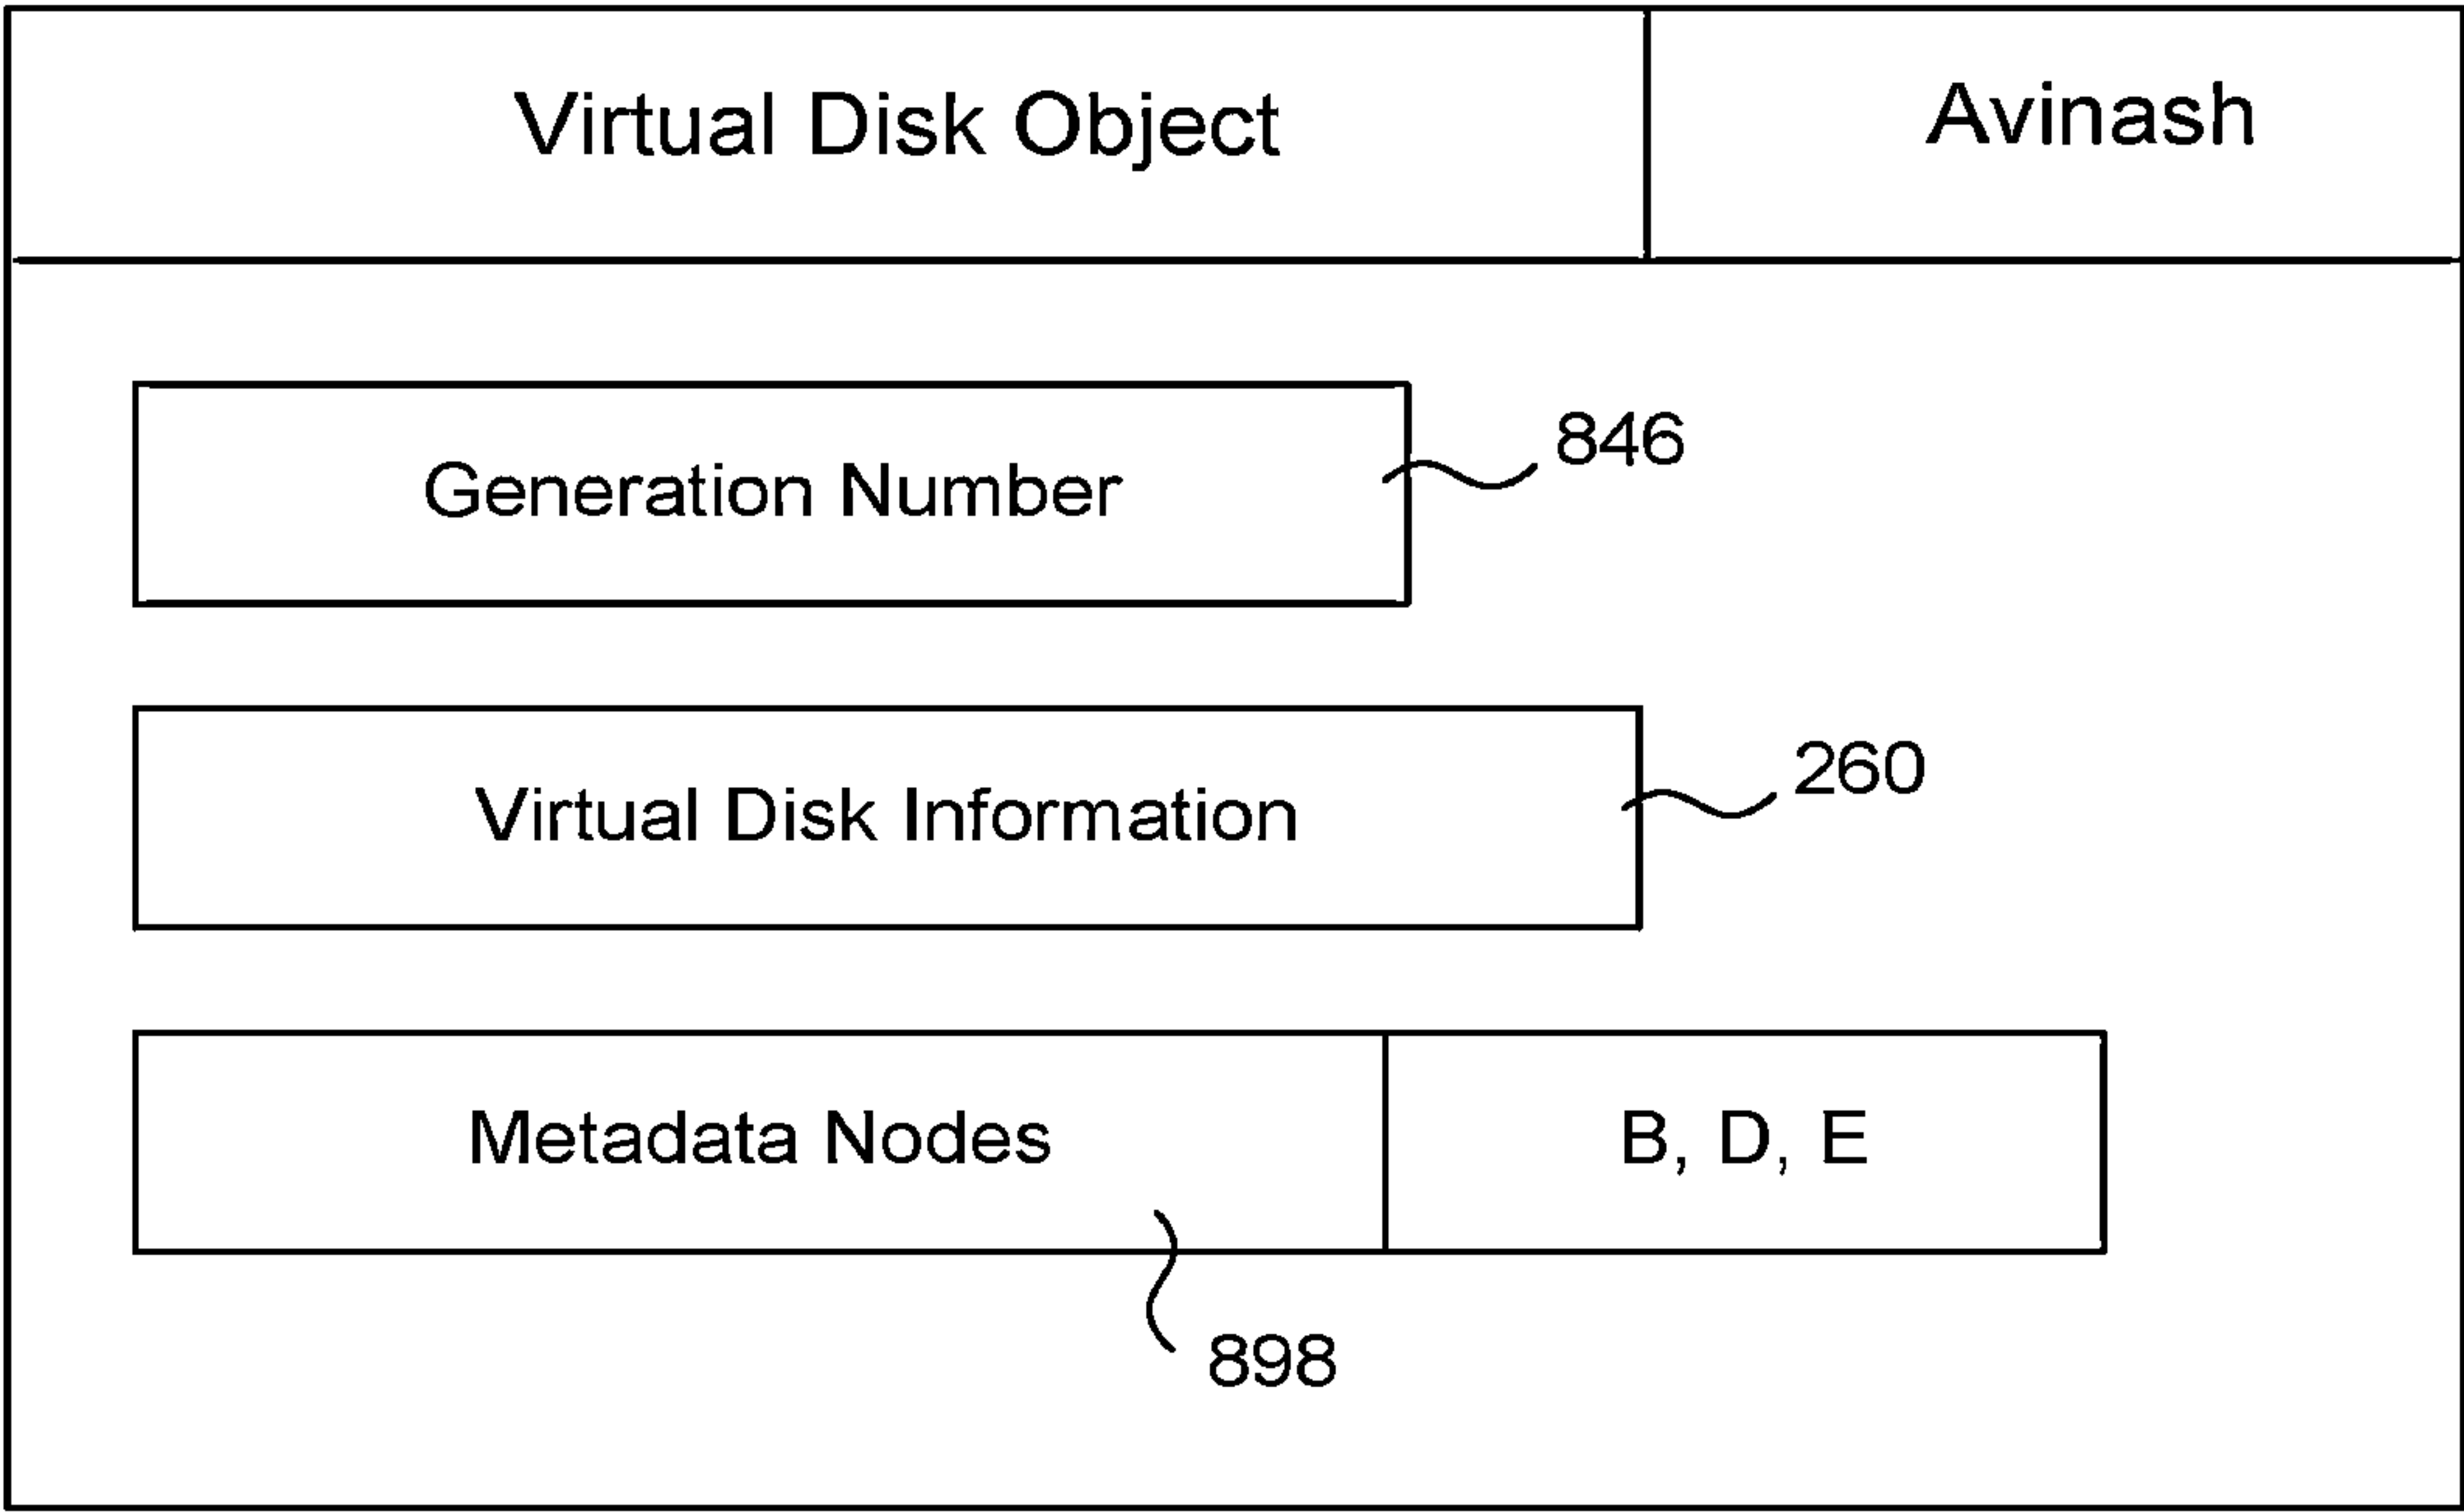 Virtual Disk Object
Avinash
Generation Number
846
Virtual Disk Information
260
Metadata Nodes
B, D, E
898